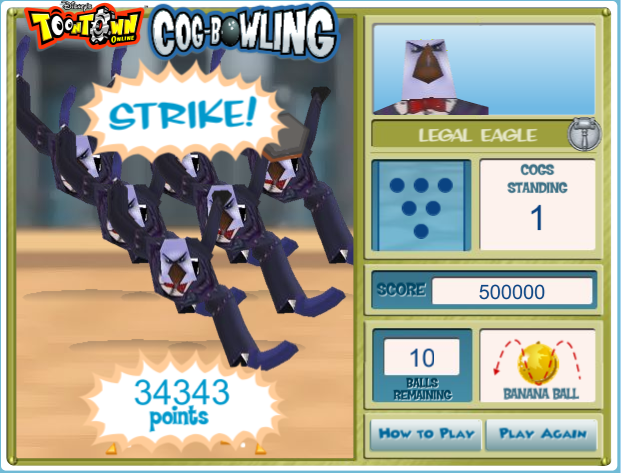 Disney's
TOONTOWN
ONLINE
COG-BOWLING
STRIKE!
34343
points
LEGAL EAGLE
COGS
STANDING
1
SCORE
500000
10
BALLS
REMAINING
BANANA BALL
HOW TO PLAY
PLAY AGAIN